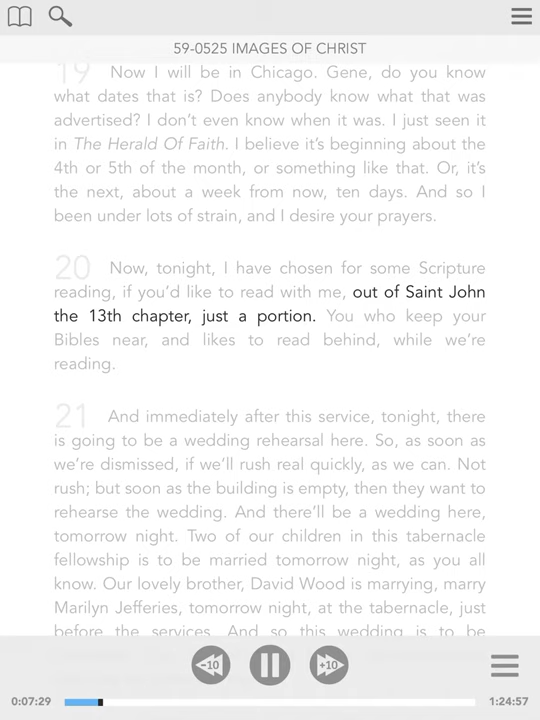 59-0525 IMAGES OF CHRIST
19 Now I will be in Chicago. Gene, do you know
what dates that is? Does anybody know what that was
advertised? I don't even know when it was. I just seen it
in The Herald Of Faith. I believe it's beginning about the
4th or 5th of the month, or something like that. Or, it's
the next, about a week from now, ten days. And so I
been under lots of strain, and I desire your prayers.
20 Now, tonight, I have chosen for some Scripture
reading, if you'd like to read with me, out of Saint John
the 13th chapter, just a portion. You who keep your
Bibles near, and likes to read behind, while we're
reading.
21 And immediately after this service, tonight, there
is going to be a wedding rehearsal here. So, as soon as
we're dismissed, if we'll rush real quickly, as we can. Not
rush; but soon as the building is empty, then they want to
rehearse the wedding. And there'll be a wedding here,
tomorrow night. Two of our children in this tabernacle
fellowship is to be married tomorrow night, as you all
know. Our lovely brother, David Wood is marrying, marry
Marilyn Jefferies, tomorrow night, at the tabernacle, just
before the services. And so this wedding is to be
-10
+10
0:07:29
1:24:57